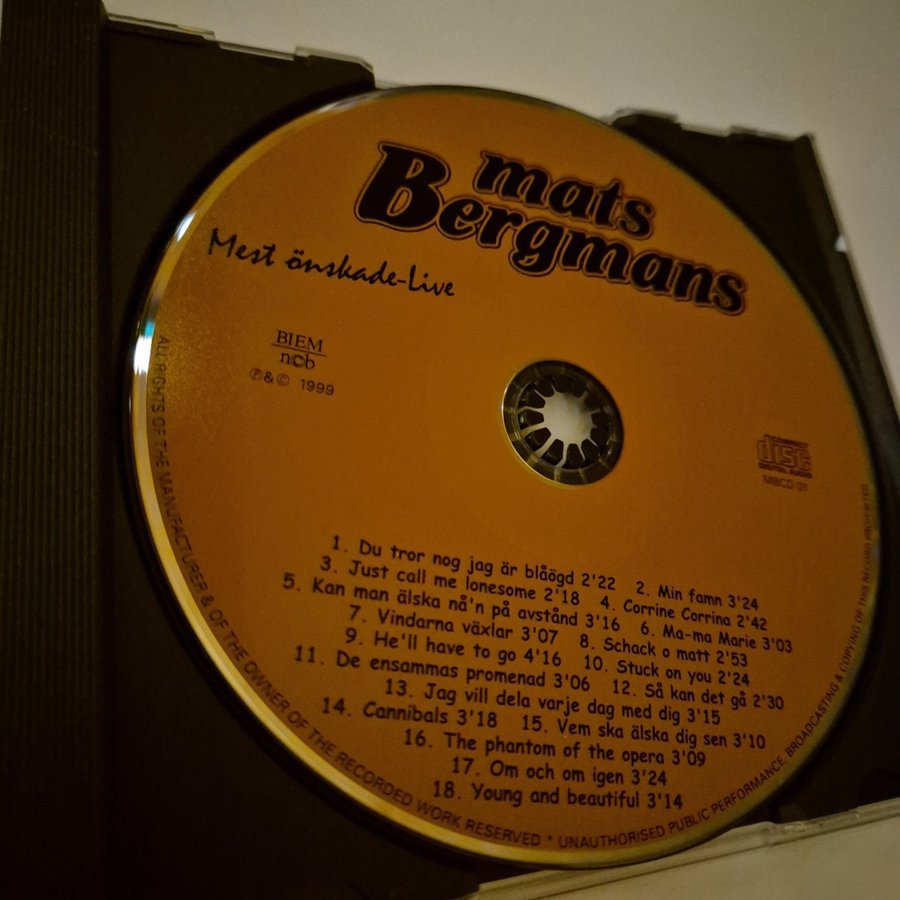 mats
Bergmans
Mest önskade-Live
BIEM
ncb
℗ & © 1999
COMPACT
disc
DIGITAL AUDIO
MBCD-01
1. Du tror nog jag är blåögd 2'22 2. Min famn 3'24
3. Just call me lonesome 2'18 4. Corrine Corrina 2'42
5. Kan man älska nå'n på avstånd 3'16 6. Ma-ma Marie 3'03
7. Vindarna växlar 3'07 8. Schack o matt 2'53
9. He'll have to go 4'16 10. Stuck on you 2'24
11. De ensammas promenad 3'06 12. Så kan det gå 2'30
13. Jag vill dela varje dag med dig 3'15
14. Cannibals 3'18 15. Vem ska älska dig sen 3'10
16. The phantom of the opera 3'09
17. Om och om igen 3'24
18. Young and beautiful 3'14
ALL RIGHTS OF THE MANUFACTURER & OF THE OWNER OF THE RECORDED WORK RESERVED * UNAUTHORISED PUBLIC PERFORMANCE, BROADCASTING & COPYING OF THIS RECORD PROHIBITED